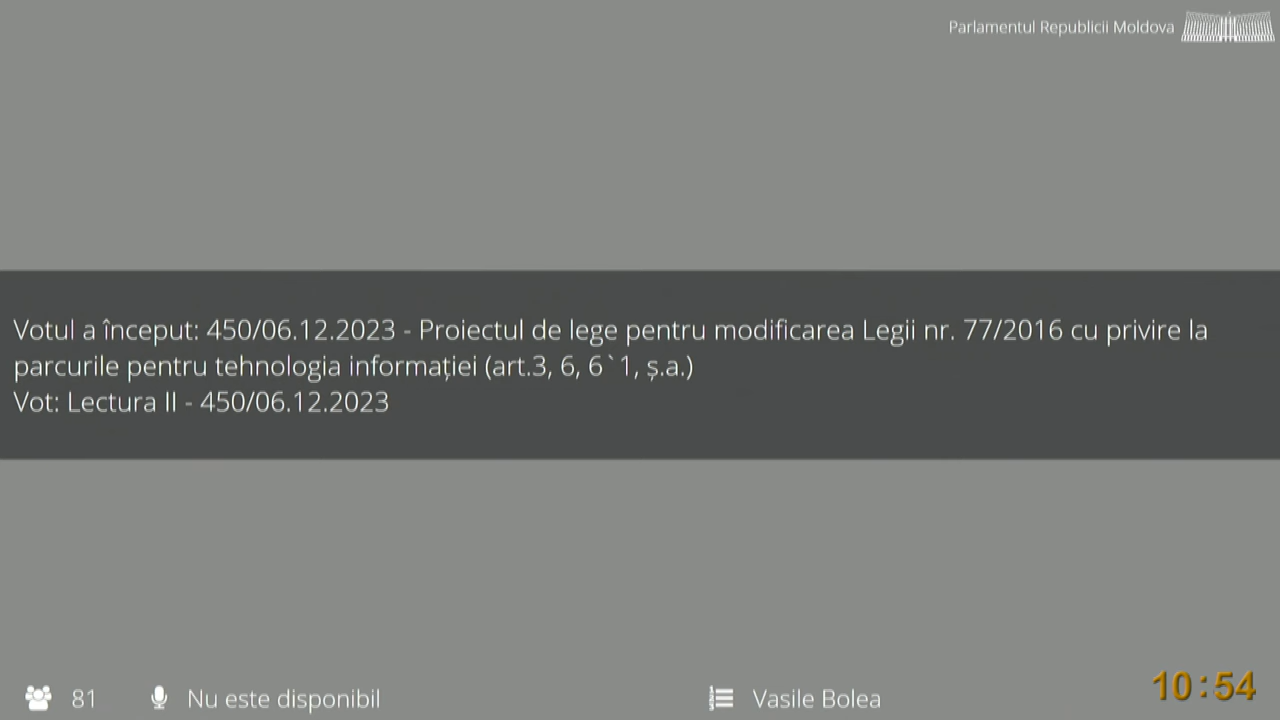 Parlamentul Republicii Moldova
Votul a început: 450/06.12.2023 - Proiectul de lege pentru modificarea Legii nr. 77/2016 cu privire la
parcurile pentru tehnologia informației (art.3, 6, 6`1, ș.a.)
Vot: Lectura II - 450/06.12.2023
81 Nu este disponibil Vasile Bolea 10:54